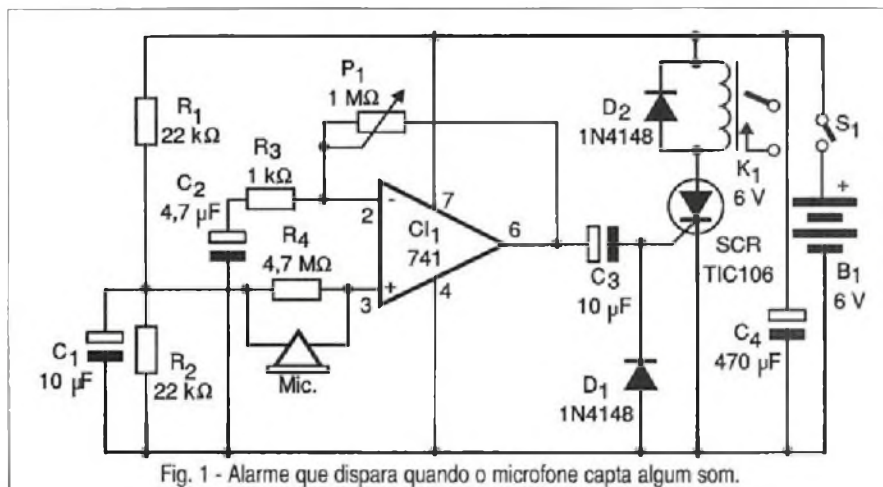 P1
1 MΩ
R1
22 kΩ
R3
1 kΩ
C2
4,7 µF
R4
4,7 MΩ
2
-
3
+
7
CI1
741
4
6
C1
10 µF
R2
22 kΩ
Mic.
C3
10 µF
D1
1N4148
D2
1N4148
K1
6 V
SCR
TIC106
C4
470 µF
S1
+
B1
6 V
Fig. 1 - Alarme que dispara quando o microfone capta algum som.